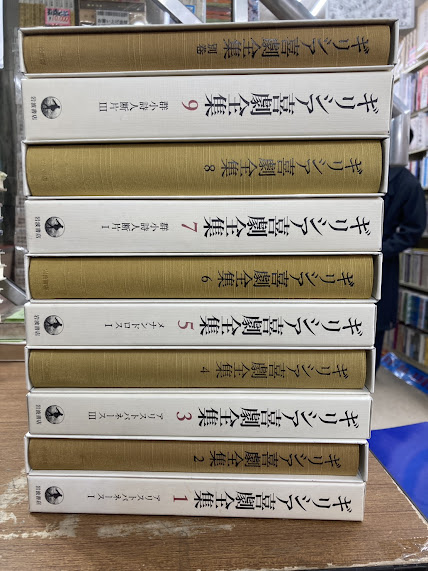 ギリシア喜劇全集 別巻
ギリシア喜劇全集 9 群小詩人断片 III 岩波書店
ギリシア喜劇全集 8
ギリシア喜劇全集 7 群小詩人断片 I 岩波書店
ギリシア喜劇全集 6
ギリシア喜劇全集 5 メナンドロス I 岩波書店
ギリシア喜劇全集 4
ギリシア喜劇全集 3 アリストパネース III 岩波書店
ギリシア喜劇全集 2
ギリシア喜劇全集 1 アリストパネース I 岩波書店